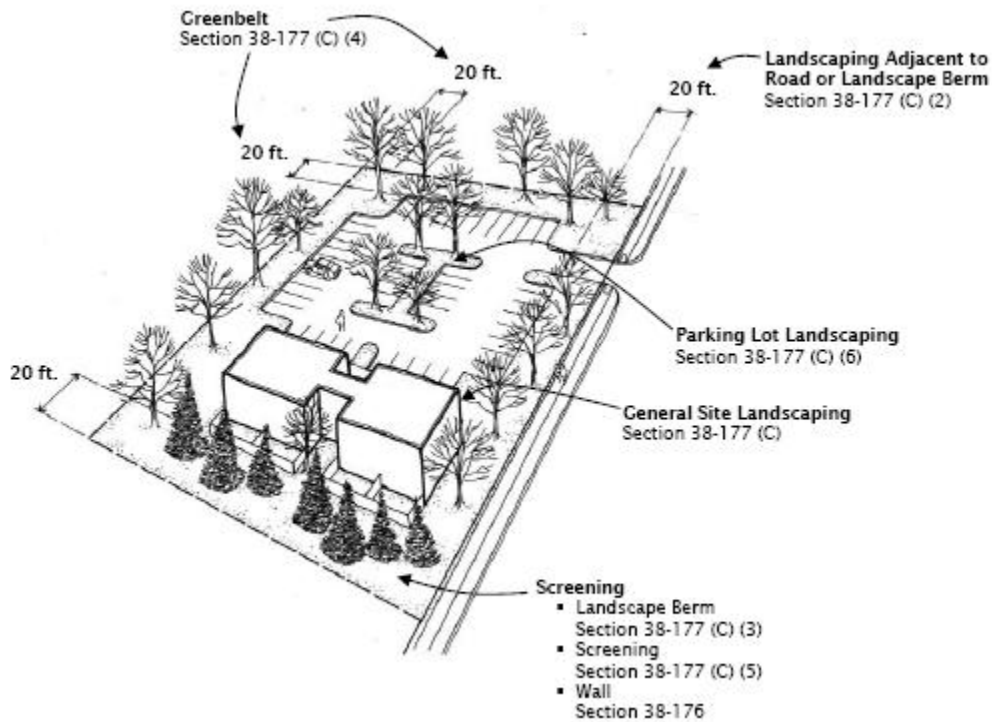 Greenbelt
Section 38-177 (C) (4)
20 ft.
20 ft.
Landscaping Adjacent to
Road or Landscape Berm
Section 38-177 (C) (2)
20 ft.
Parking Lot Landscaping
Section 38-177 (C) (6)
20 ft.
General Site Landscaping
Section 38-177 (C)
Screening
▪ Landscape Berm
Section 38-177 (C) (3)
▪ Screening
Section 38-177 (C) (5)
▪ Wall
Section 38-176